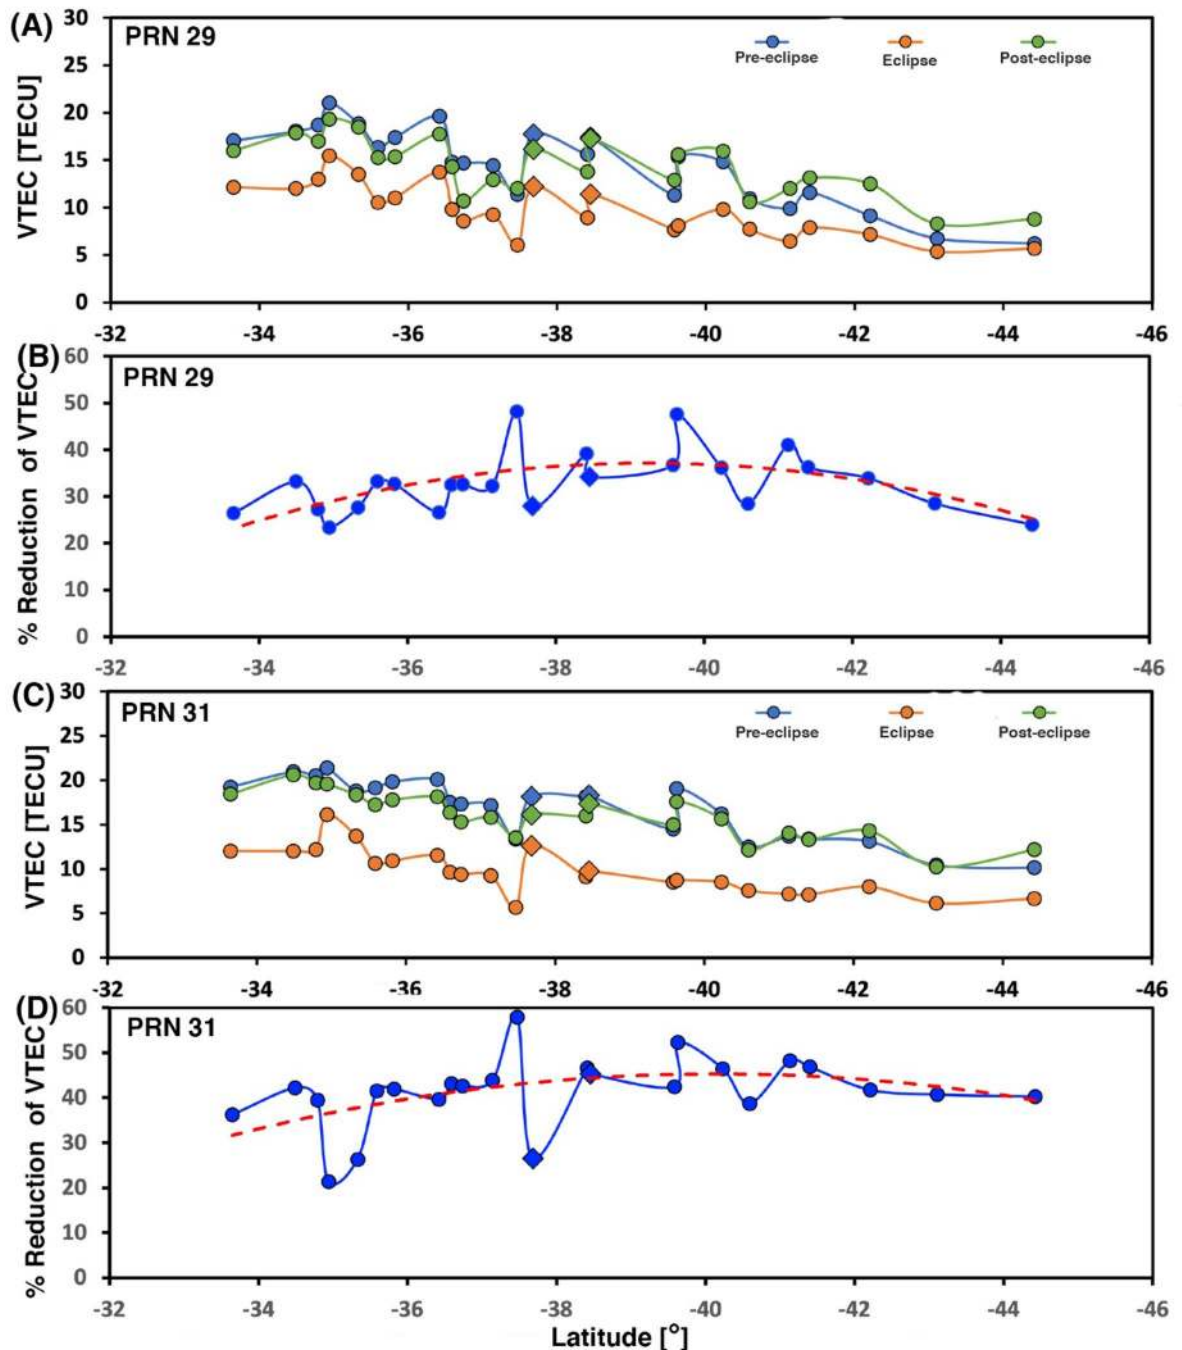 (A)
30
25
20
15
10
5
0
VTEC [TECU]
PRN 29
Pre-eclipse Eclipse Post-eclipse
-32 -34 -36 -38 -40 -42 -44 -46
(B)
60
50
40
30
20
10
0
% Reduction of VTEC
PRN 29
-32 -34 -36 -38 -40 -42 -44 -46
(C)
30
25
20
15
10
5
0
VTEC [TECU]
PRN 31
Pre-eclipse Eclipse Post-eclipse
-32 -34 -36 -38 -40 -42 -44 -46
(D)
60
50
40
30
20
10
0
% Reduction of VTEC
PRN 31
-32 -34 -36 -38 -40 -42 -44 -46
Latitude [°]